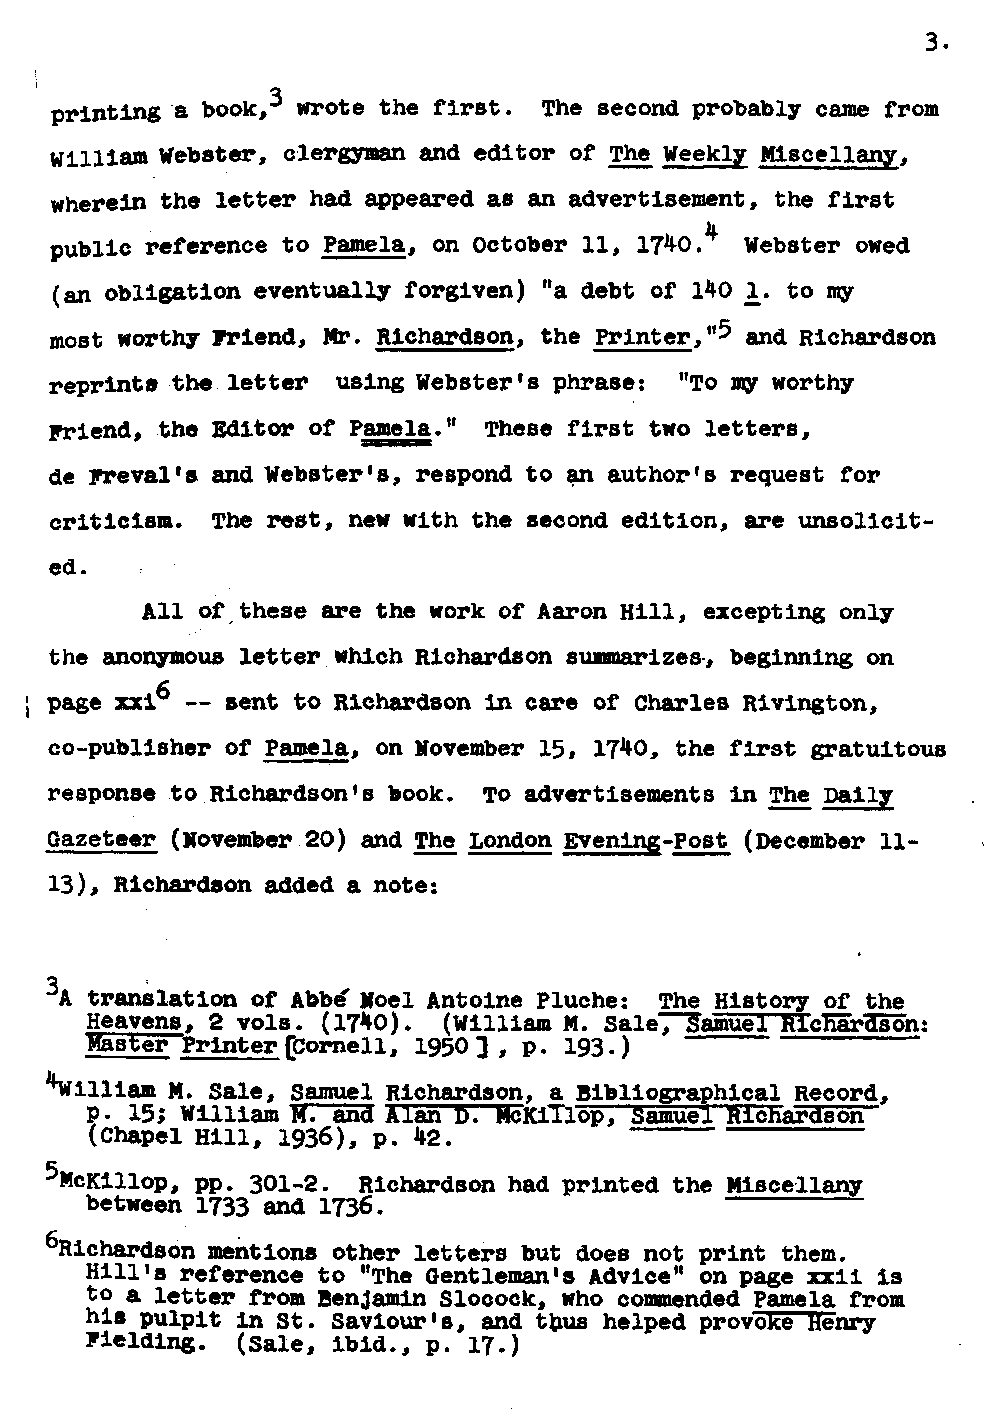 3.
printing a book,3 wrote the first. The second probably came from
William Webster, clergyman and editor of The Weekly Miscellany,
wherein the letter had appeared as an advertisement, the first
public reference to Pamela, on October 11, 1740.4 Webster owed
(an obligation eventually forgiven) "a debt of 140 l. to my
most worthy Friend, Mr. Richardson, the Printer,"5 and Richardson
reprints the letter using Webster's phrase: "To my worthy
Friend, the Editor of Pamela." These first two letters,
de Freval's and Webster's, respond to an author's request for
criticism. The rest, new with the second edition, are unsolicit-
ed.
All of these are the work of Aaron Hill, excepting only
the anonymous letter which Richardson summarizes, beginning on
page xxi6 -- sent to Richardson in care of Charles Rivington,
co-publisher of Pamela, on November 15, 1740, the first gratuitous
response to Richardson's book. To advertisements in The Daily
Gazeteer (November 20) and The London Evening-Post (December 11-
13), Richardson added a note:
3A translation of Abbé Noel Antoine Pluche: The History of the
Heavens, 2 vols. (1740). (William M. Sale, Samuel Richardson:
Master Printer [Cornell, 1950], p. 193.)
4William M. Sale, Samuel Richardson, a Bibliographical Record,
p. 15; William M. and Alan D. McKillop, Samuel Richardson
(Chapel Hill, 1936), p. 42.
5McKillop, pp. 301-2. Richardson had printed the Miscellany
between 1733 and 1736.
6Richardson mentions other letters but does not print them.
Hill's reference to "The Gentleman's Advice" on page xxii is
to a letter from Benjamin Slocock, who commended Pamela from
his pulpit in St. Saviour's, and thus helped provoke Henry
Fielding. (Sale, ibid., p. 17.)